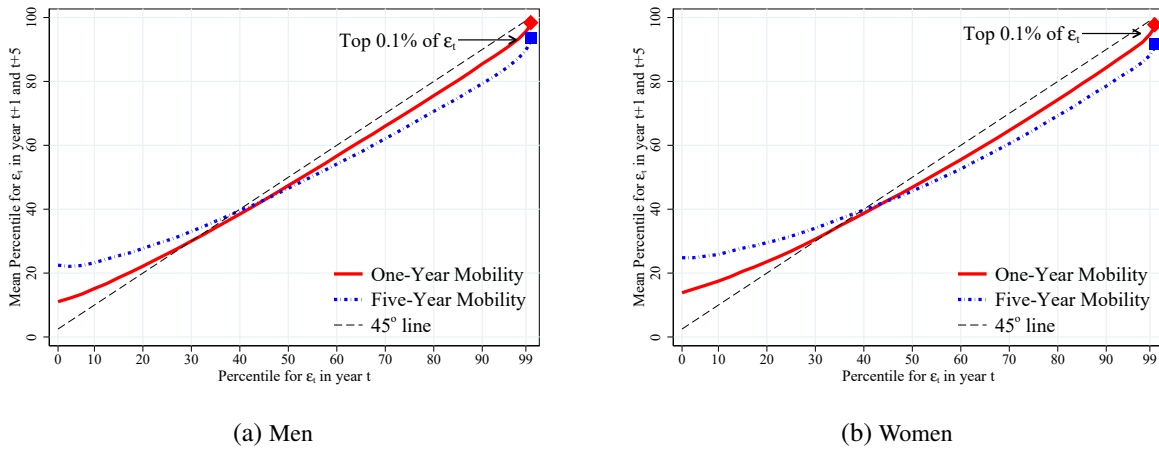 Mean Percentile for εₜ in year t+1 and t+5
100
80
60
40
20
0
Top 0.1% of εₜ
One-Year Mobility
Five-Year Mobility
45° line
0 10 20 30 40 50 60 70 80 90 99
Percentile for εₜ in year t
(a) Men
Mean Percentile for εₜ in year t+1 and t+5
100
80
60
40
20
0
Top 0.1% of εₜ
One-Year Mobility
Five-Year Mobility
45° line
0 10 20 30 40 50 60 70 80 90 99
Percentile for εₜ in year t
(b) Women